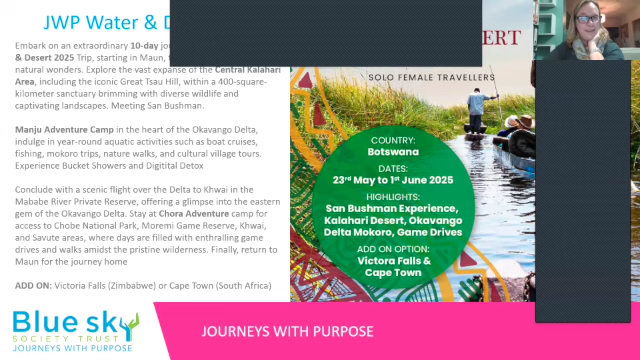 JWP Water & D
Embark on an extraordinary 10-day jo
& Desert 2025 Trip, starting in Maun,
natural wonders. Explore the vast expanse of the Central Kalahari
Area, including the iconic Great Tsau Hill, within a 400-square-
kilometer sanctuary brimming with diverse wildlife and
captivating landscapes. Meeting San Bushman.
Manju Adventure Camp in the heart of the Okavango Delta,
indulge in year-round aquatic activities such as boat cruises,
fishing, mokoro trips, nature walks, and cultural village tours.
Experience Bucket Showers and Digitital Detox
Conclude with a scenic flight over the Delta to Khwai in the
Mababe River Private Reserve, offering a glimpse into the eastern
gem of the Okavango Delta. Stay at Chora Adventure camp for
access to Chobe National Park, Moremi Game Reserve, Khwai,
and Savute areas, where days are filled with enthralling game
drives and walks amidst the pristine wilderness. Finally, return to
Maun for the journey home
ADD ON: Victoria Falls (Zimbabwe) or Cape Town (South Africa)
ERT
SOLO FEMALE TRAVELLERS
COUNTRY:
Botswana
DATES:
23rd May to 1st June 2025
HIGHLIGHTS:
San Bushman Experience,
Kalahari Desert, Okavango
Delta Mokoro, Game Drives
ADD ON OPTION:
Victora Falls &
Cape Town
Blue sky
SOCIETY TRUST
JOURNEYS WITH PURPOSE
JOURNEYS WITH PURPOSE